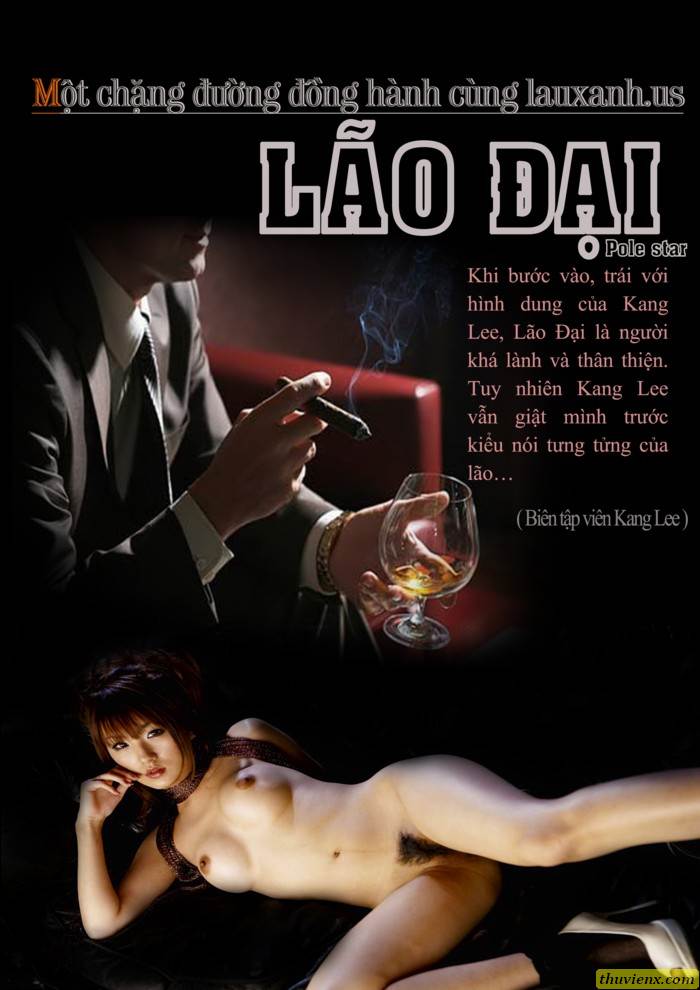 Một chặng đường đồng hành cùng lauxanh.us
LÃO ĐẠI
Pole star
Khi bước vào, trái với
hình dung của Kang
Lee, Lão Đại là người
khá lành và thân thiện.
Tuy nhiên Kang Lee
vẫn giật mình trước
kiểu nói tưng tửng của
lão…
( Biên tập viên Kang Lee )
thuvienx.com